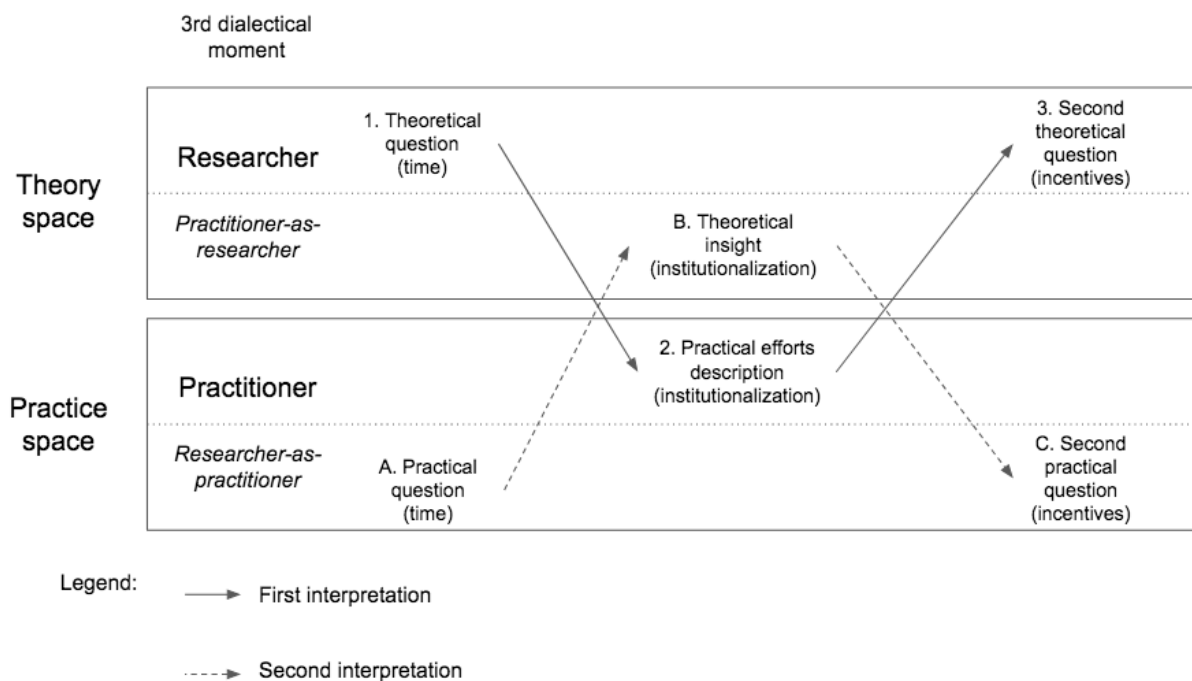 3rd dialectical
moment
Theory
space
Researcher
1. Theoretical
question
(time)
3. Second
theoretical
question
(incentives)
Practitioner-as-
researcher
B. Theoretical
insight
(institutionalization)
Practice
space
Practitioner
2. Practical efforts
description
(institutionalization)
Researcher-as-
practitioner
A. Practical
question
(time)
C. Second
practical
question
(incentives)
Legend:
First interpretation
Second interpretation